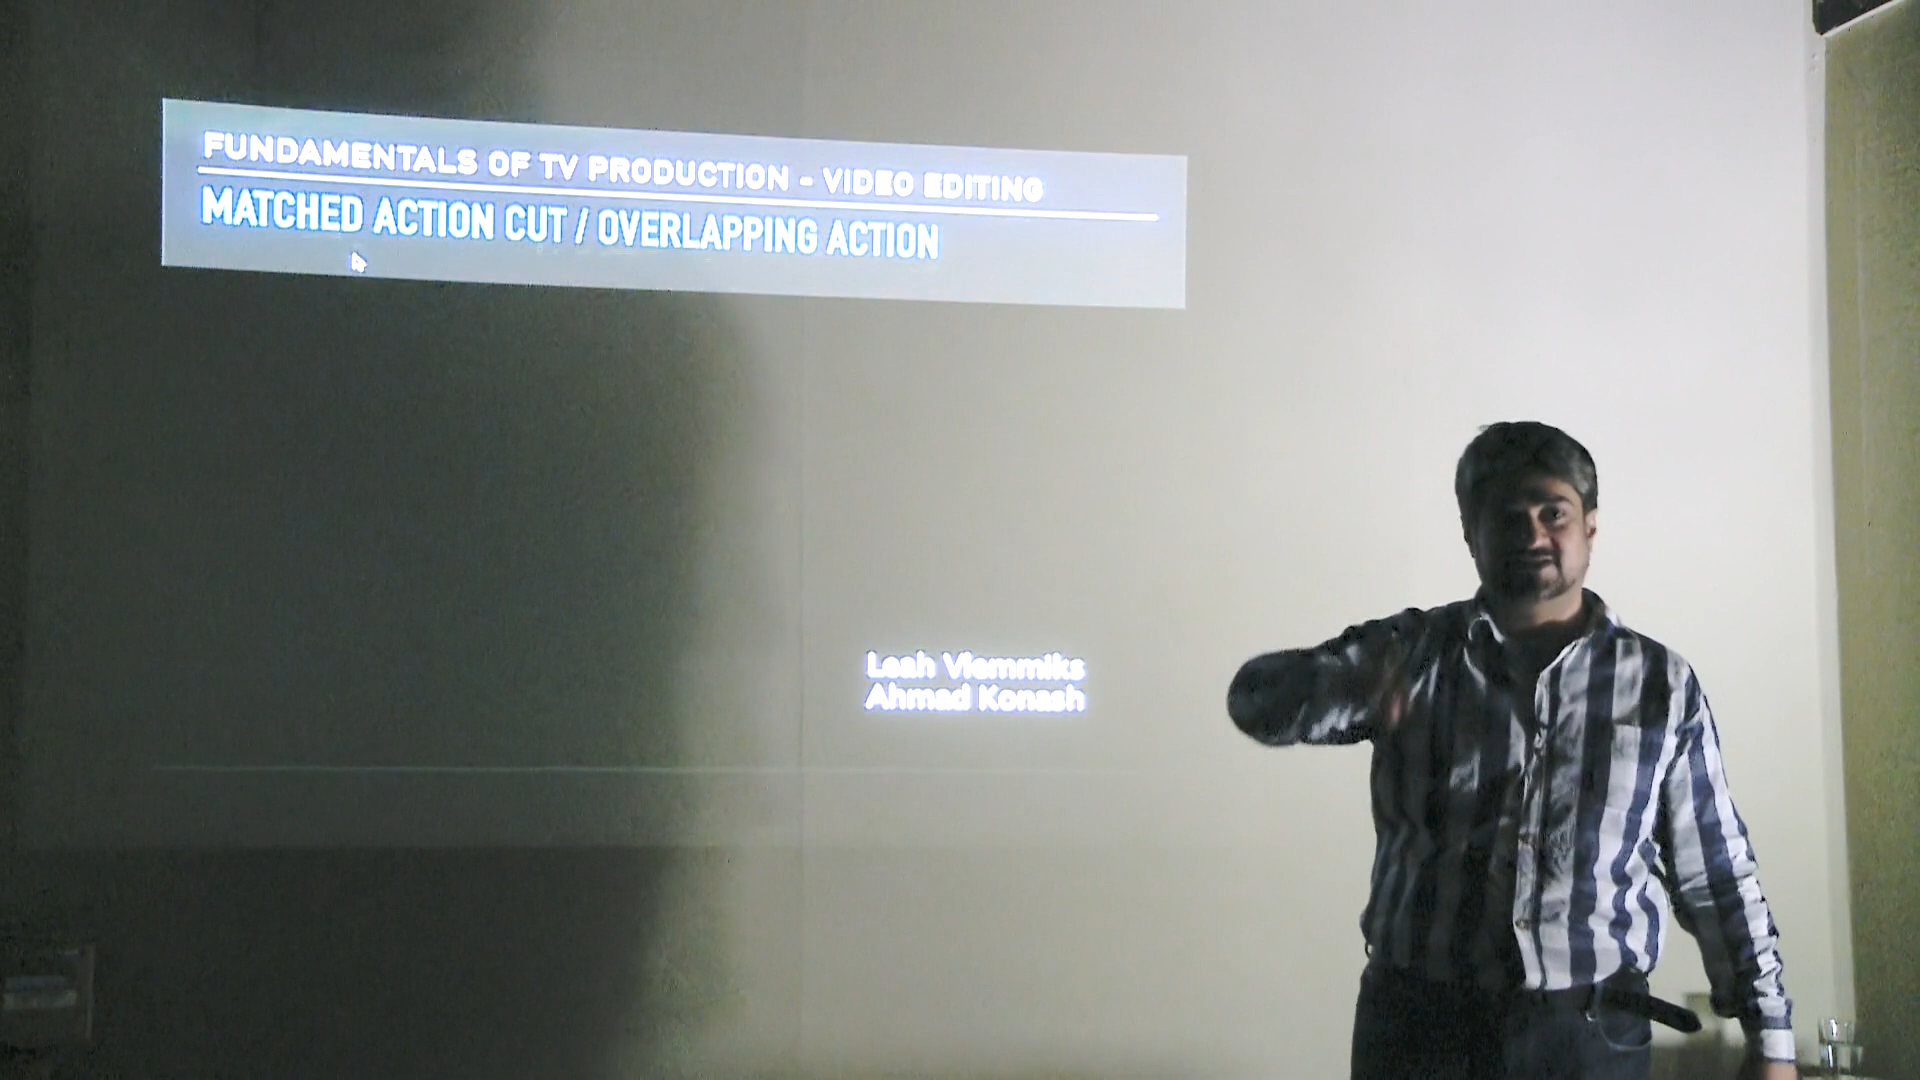 FUNDAMENTALS OF TV PRODUCTION - VIDEO EDITING
MATCHED ACTION CUT / OVERLAPPING ACTION
Leah Vlemmiks
Ahmad Konash